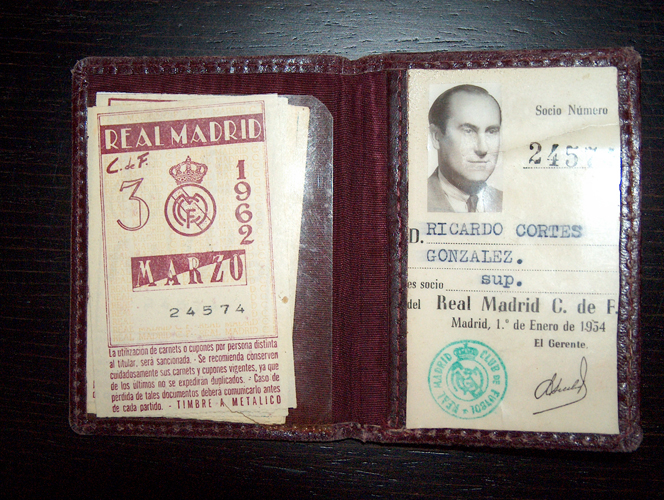 REAL MADRID
C. de F.
3
1962
MARZO
24574
La utilización de carnets o cupones por persona distinta
al titular, será sancionada. - Se recomienda conserven
cuidadosamente sus carnets y cupones vigentes, ya que
de los últimos no se expedirán duplicados. - Caso de
pérdida de tales documentos deberá comunicarlo antes
de cada partido. - TIMBRE A METALICO
Socio Número
2457
D. RICARDO CORTES
GONZALEZ.
es socio sup.
del Real Madrid C. de F.
Madrid, 1.º de Enero de 1954
El Gerente.
REAL MADRID CLUB DE FUTBOL